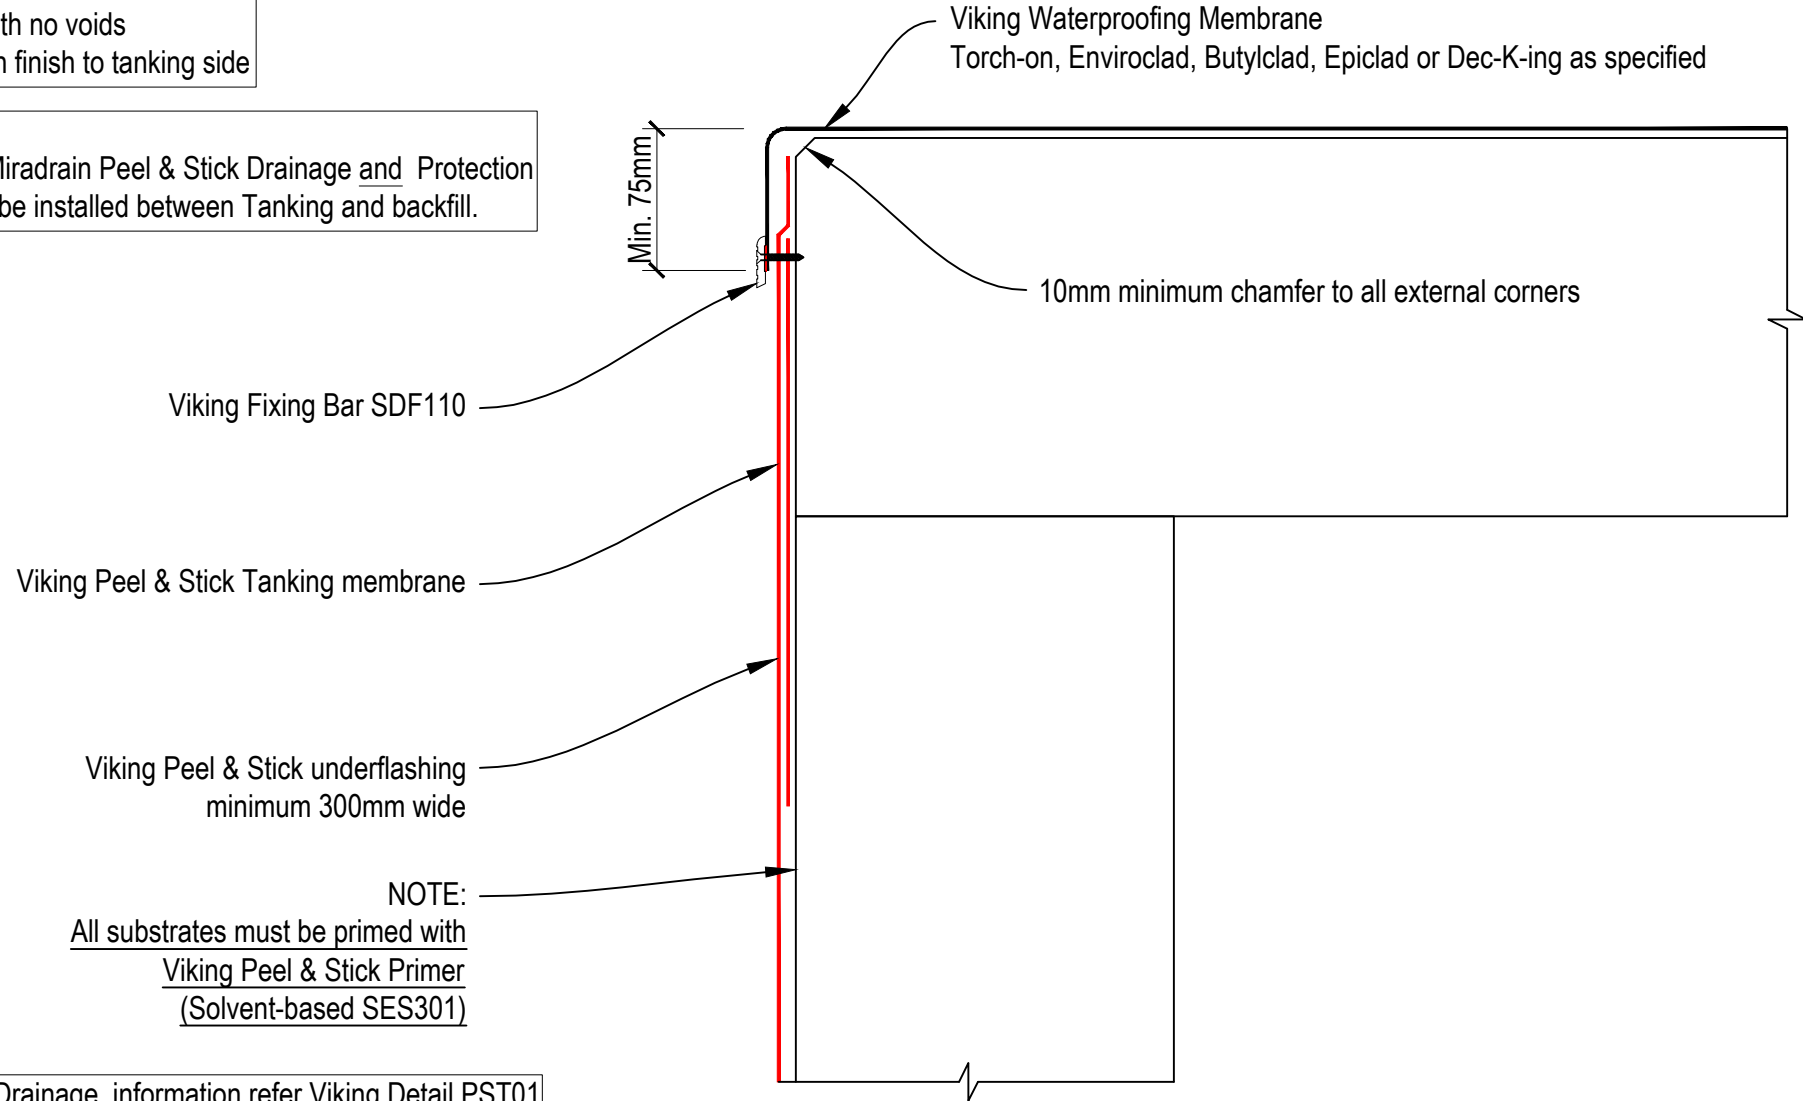 th no voids
finish to tanking side
Miradrain Peel & Stick Drainage and Protection
be installed between Tanking and backfill.
Viking Waterproofing Membrane
Torch-on, Enviroclad, Butylclad, Epiclad or Dec-K-ing as specified
Min. 75mm
10mm minimum chamfer to all external corners
Viking Fixing Bar SDF110
Viking Peel & Stick Tanking membrane
Viking Peel & Stick underflashing
minimum 300mm wide
NOTE:
All substrates must be primed with
Viking Peel & Stick Primer
(Solvent-based SES301)
Drainage information refer Viking Detail PST01